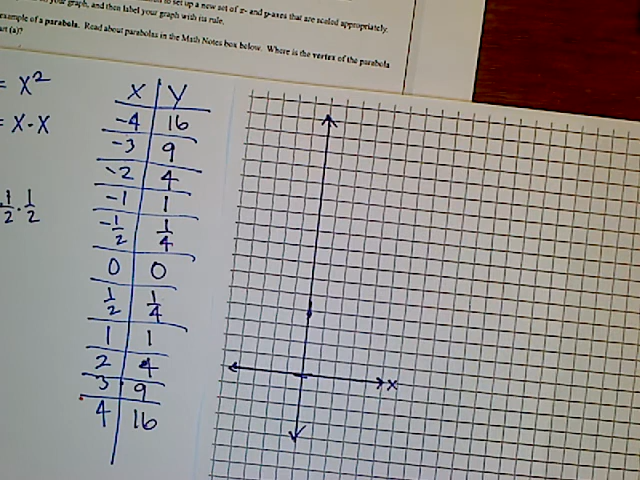 to set up a new set of x- and y-axes that are scaled appropriately.
your graph, and then label your graph with its rule.
example of a parabola. Read about parabolas in the Math Notes box below. Where is the vertex of the parabola
(a)?
= x²
= x · x
1/2 · 1/2
X Y
-4 16
-3 9
-2 4
-1 1
-1/2 1/4
0 0
1/2 1/4
1 1
2 4
3 9
4 16
x